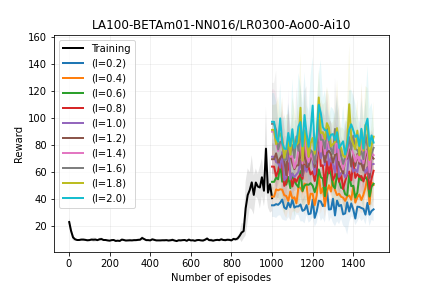 LA100-BETAm01-NN016/LR0300-Ao00-Ai10
160
140
120
100
80
60
40
20
Reward
Training
(l=0.2)
(l=0.4)
(l=0.6)
(l=0.8)
(l=1.0)
(l=1.2)
(l=1.4)
(l=1.6)
(l=1.8)
(l=2.0)
0 200 400 600 800 1000 1200 1400
Number of episodes